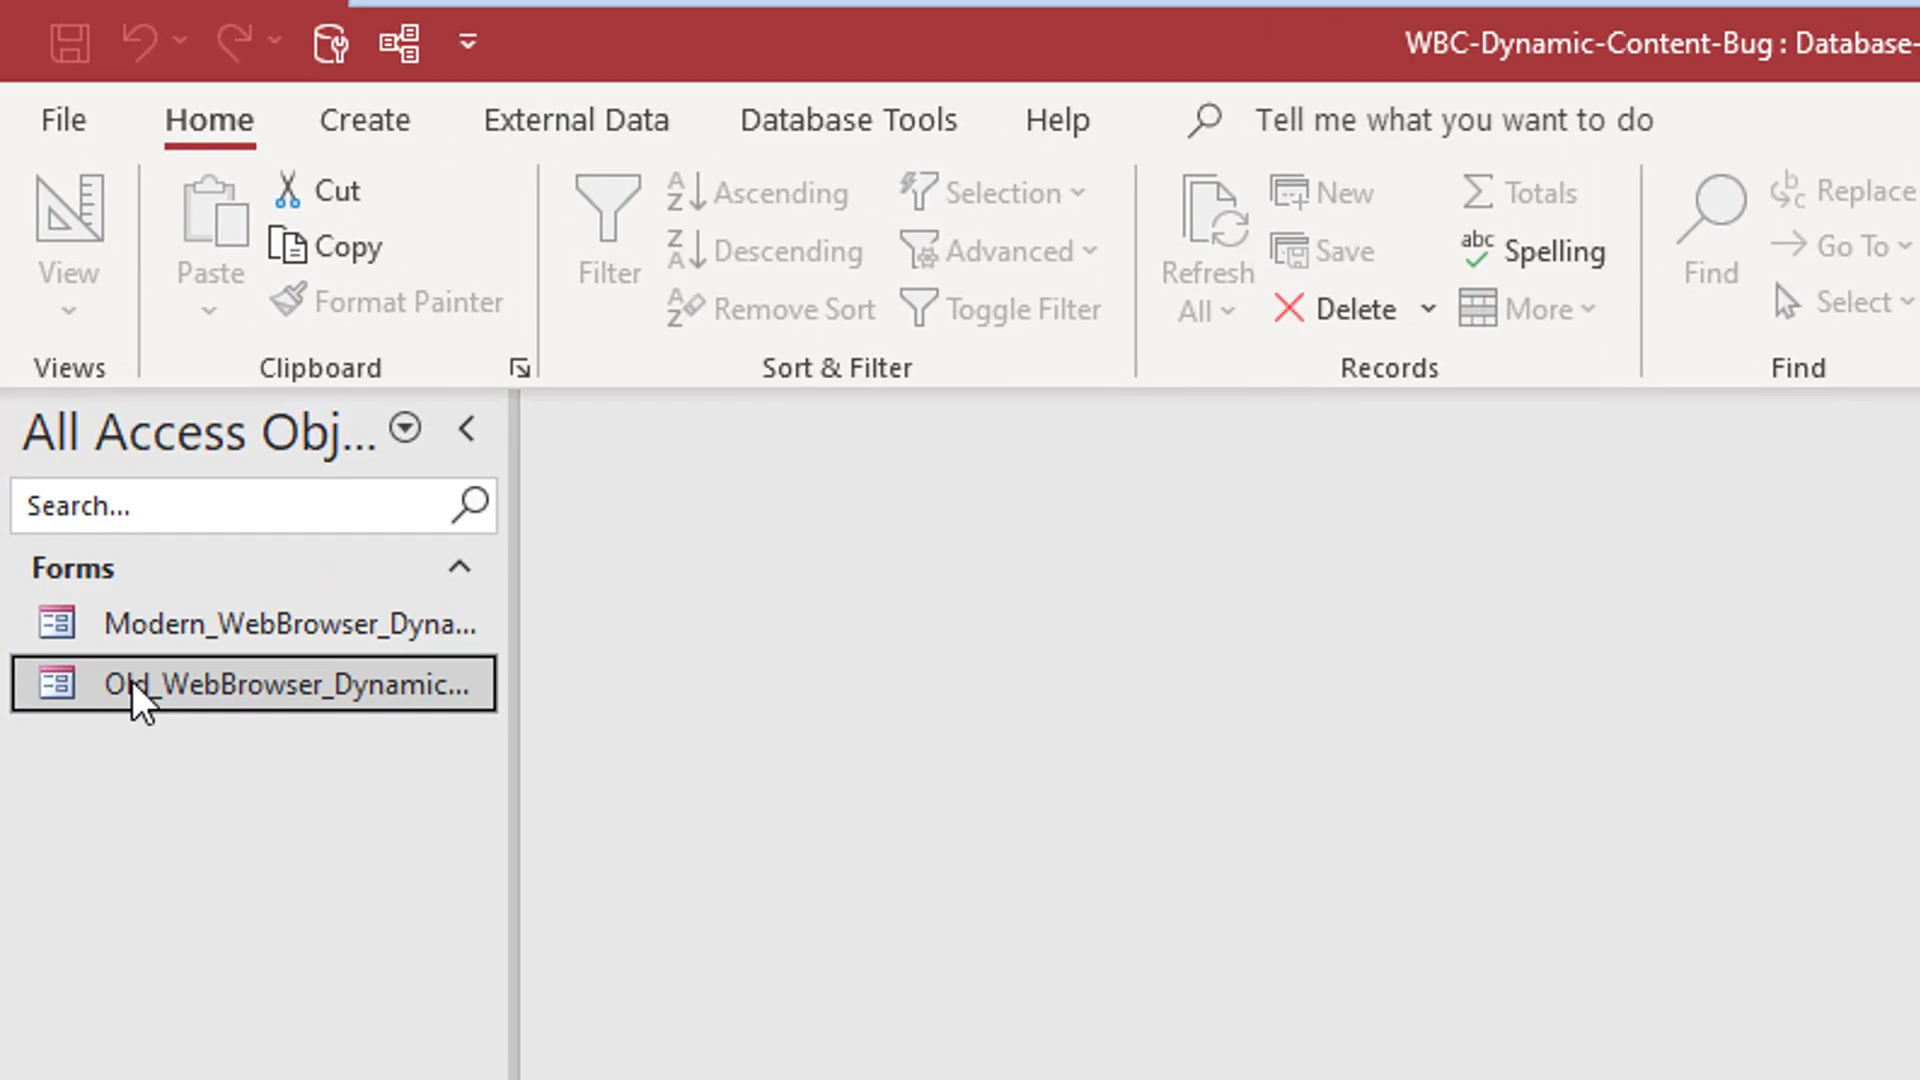 WBC-Dynamic-Content-Bug : Database-
File Home Create External Data Database Tools Help Tell me what you want to do
View
Views
Paste
Cut
Copy
Format Painter
Clipboard
Filter
Ascending
Descending
Remove Sort
Selection
Advanced
Toggle Filter
Sort & Filter
Refresh
All
New
Save
Delete
Totals
Spelling
More
Records
Find
Replace
Go To
Select
Find
All Access Obj...
Search...
Forms
Modern_WebBrowser_Dyna...
Old_WebBrowser_Dynamic...